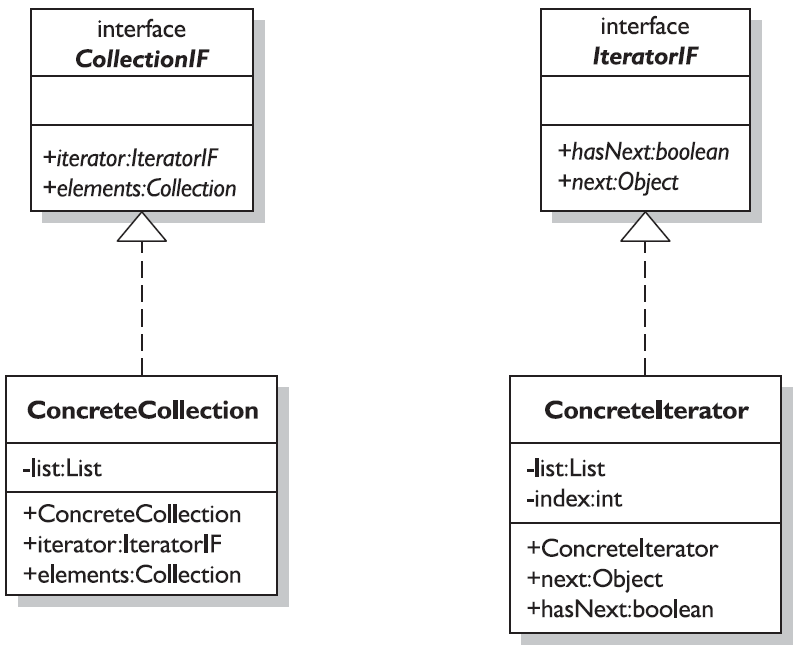 interface
CollectionIF
+iterator:IteratorIF
+elements:Collection
interface
IteratorIF
+hasNext:boolean
+next:Object
ConcreteCollection
-list:List
+ConcreteCollection
+iterator:IteratorIF
+elements:Collection
ConcreteIterator
-list:List
-index:int
+ConcreteIterator
+next:Object
+hasNext:boolean